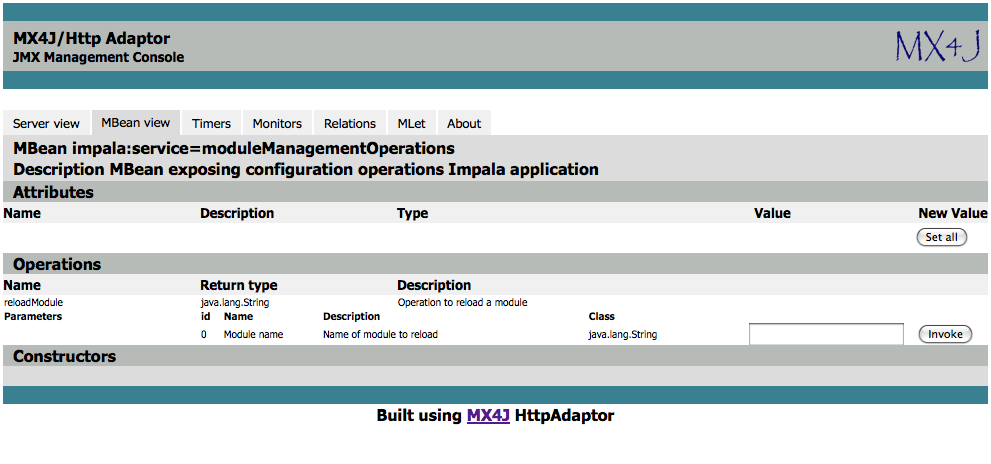 MX4J/Http Adaptor
JMX Management Console
MX4J
Server view MBean view Timers Monitors Relations MLet About
MBean impala:service=moduleManagementOperations
Description MBean exposing configuration operations Impala application
Attributes
Name Description Type Value New Value
Set all
Operations
Name Return type Description
reloadModule java.lang.String Operation to reload a module
Parameters id Name Description Class
0 Module name Name of module to reload java.lang.String Invoke
Constructors
Built using MX4J HttpAdaptor